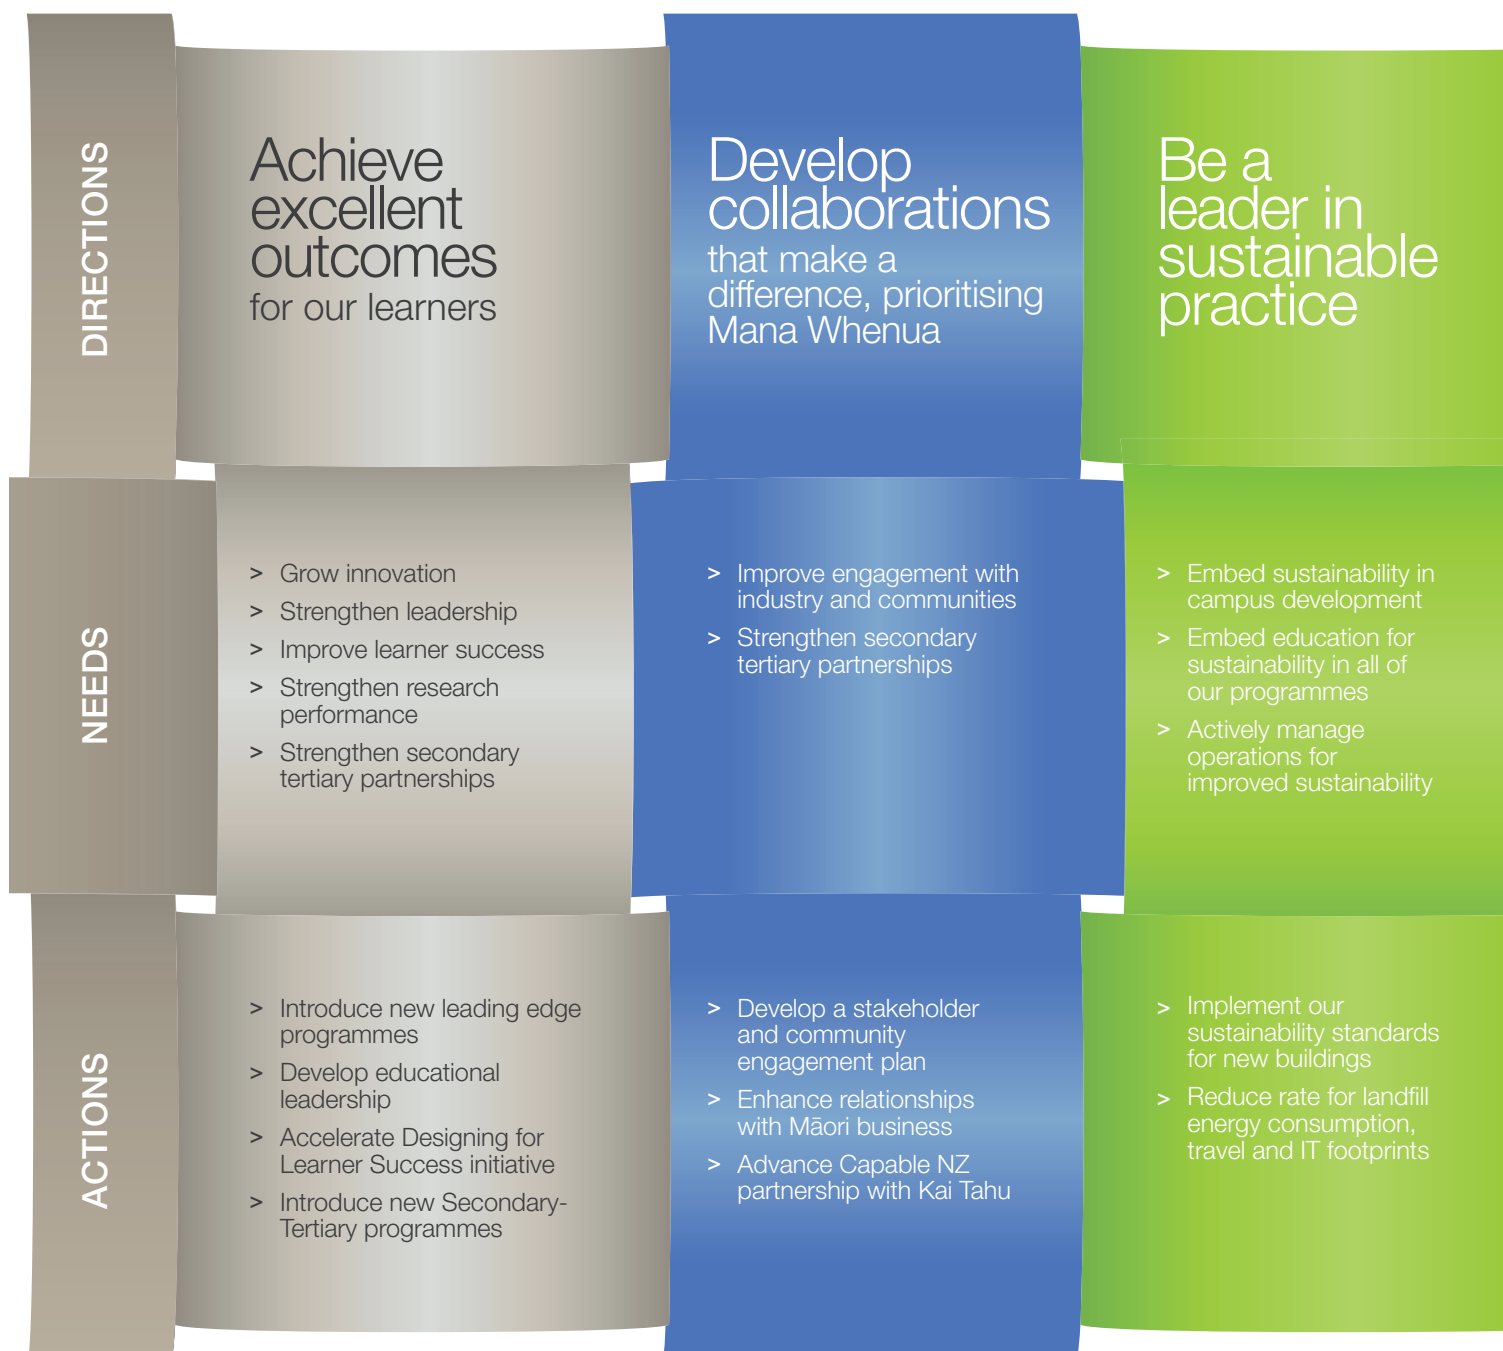 DIRECTIONS
Achieve
excellent
outcomes
for our learners
Develop
collaborations
that make a
difference, prioritising
Mana Whenua
Be a
leader in
sustainable
practice
NEEDS
> Grow innovation
> Strengthen leadership
> Improve learner success
> Strengthen research
performance
> Strengthen secondary
tertiary partnerships
> Improve engagement with
industry and communities
> Strengthen secondary
tertiary partnerships
> Embed sustainability in
campus development
> Embed education for
sustainability in all of
our programmes
> Actively manage
operations for
improved sustainability
ACTIONS
> Introduce new leading edge
programmes
> Develop educational
leadership
> Accelerate Designing for
Learner Success initiative
> Introduce new Secondary-
Tertiary programmes
> Develop a stakeholder
and community
engagement plan
> Enhance relationships
with Māori business
> Advance Capable NZ
partnership with Kai Tahu
> Implement our
sustainability standards
for new buildings
> Reduce rate for landfill
energy consumption,
travel and IT footprints